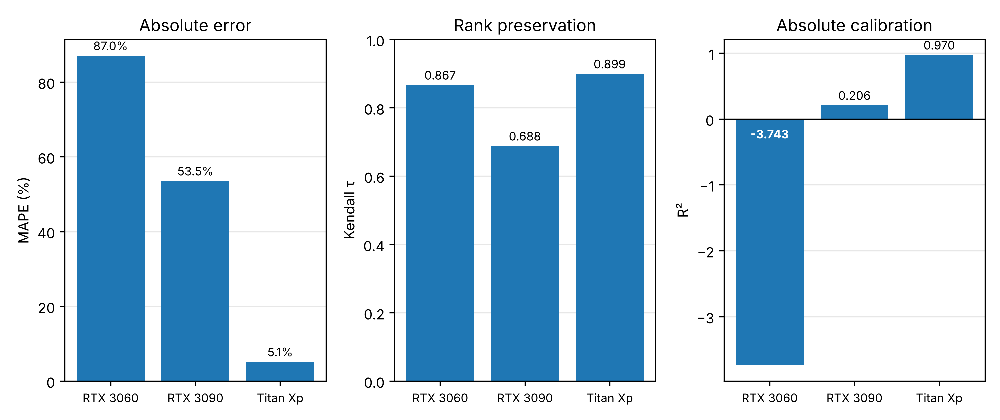 Absolute error
87.0%
53.5%
5.1%
80
60
40
20
0
MAPE (%)
RTX 3060
RTX 3090
Titan Xp
Rank preservation
0.867
0.688
0.899
1.0
0.8
0.6
0.4
0.2
0.0
Kendall τ
RTX 3060
RTX 3090
Titan Xp
Absolute calibration
0.970
0.206
-3.743
1
0
−1
−2
−3
R²
RTX 3060
RTX 3090
Titan Xp